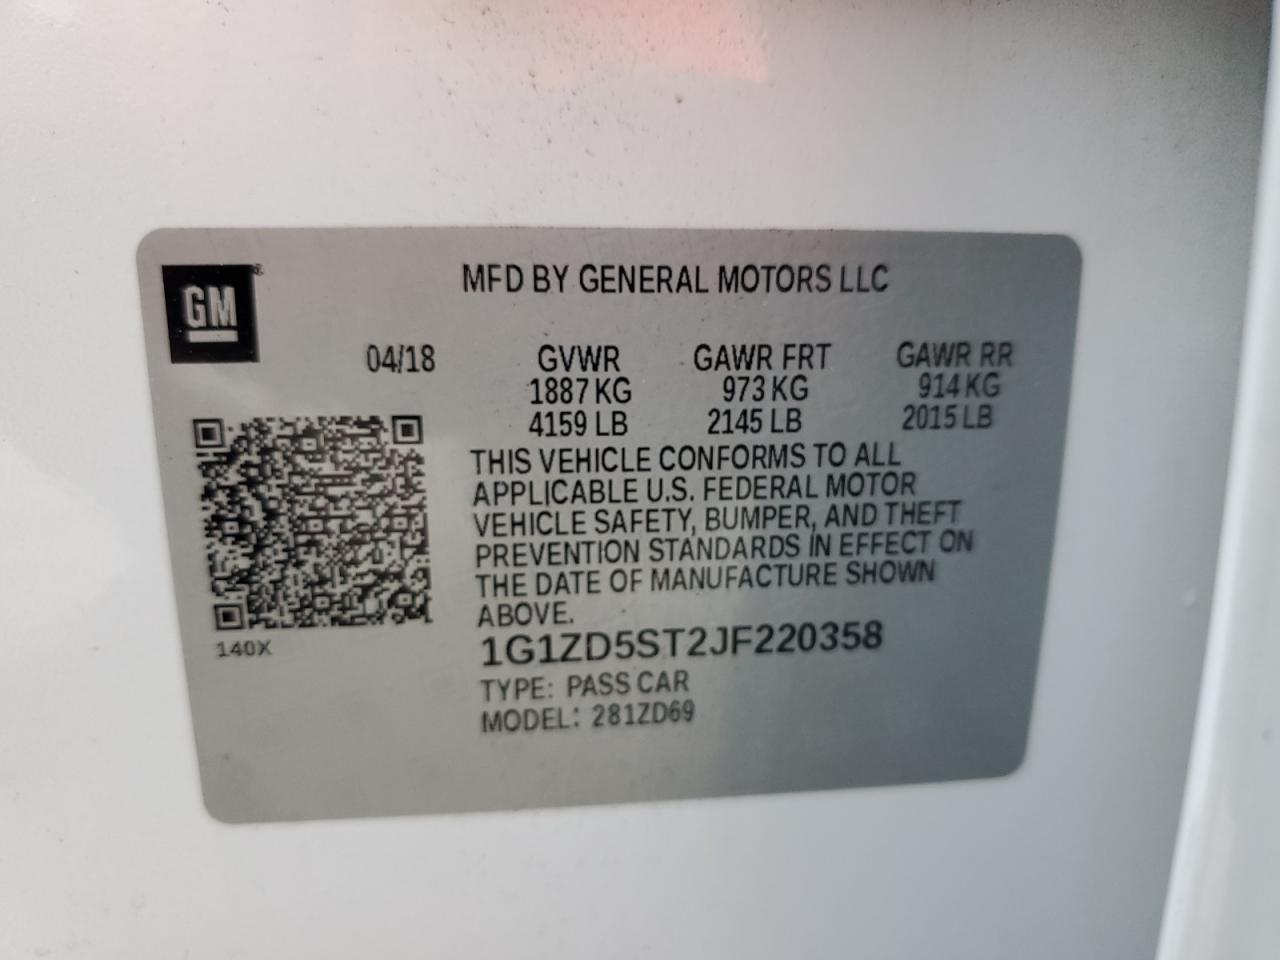 GM
MFD BY GENERAL MOTORS LLC
04/18 GVWR GAWR FRT GAWR RR
1887 KG 973 KG 914 KG
4159 LB 2145 LB 2015 LB
THIS VEHICLE CONFORMS TO ALL
APPLICABLE U.S. FEDERAL MOTOR
VEHICLE SAFETY, BUMPER, AND THEFT
PREVENTION STANDARDS IN EFFECT ON
THE DATE OF MANUFACTURE SHOWN
ABOVE.
140X
1G1ZD5ST2JF220358
TYPE: PASS CAR
MODEL: 281ZD69